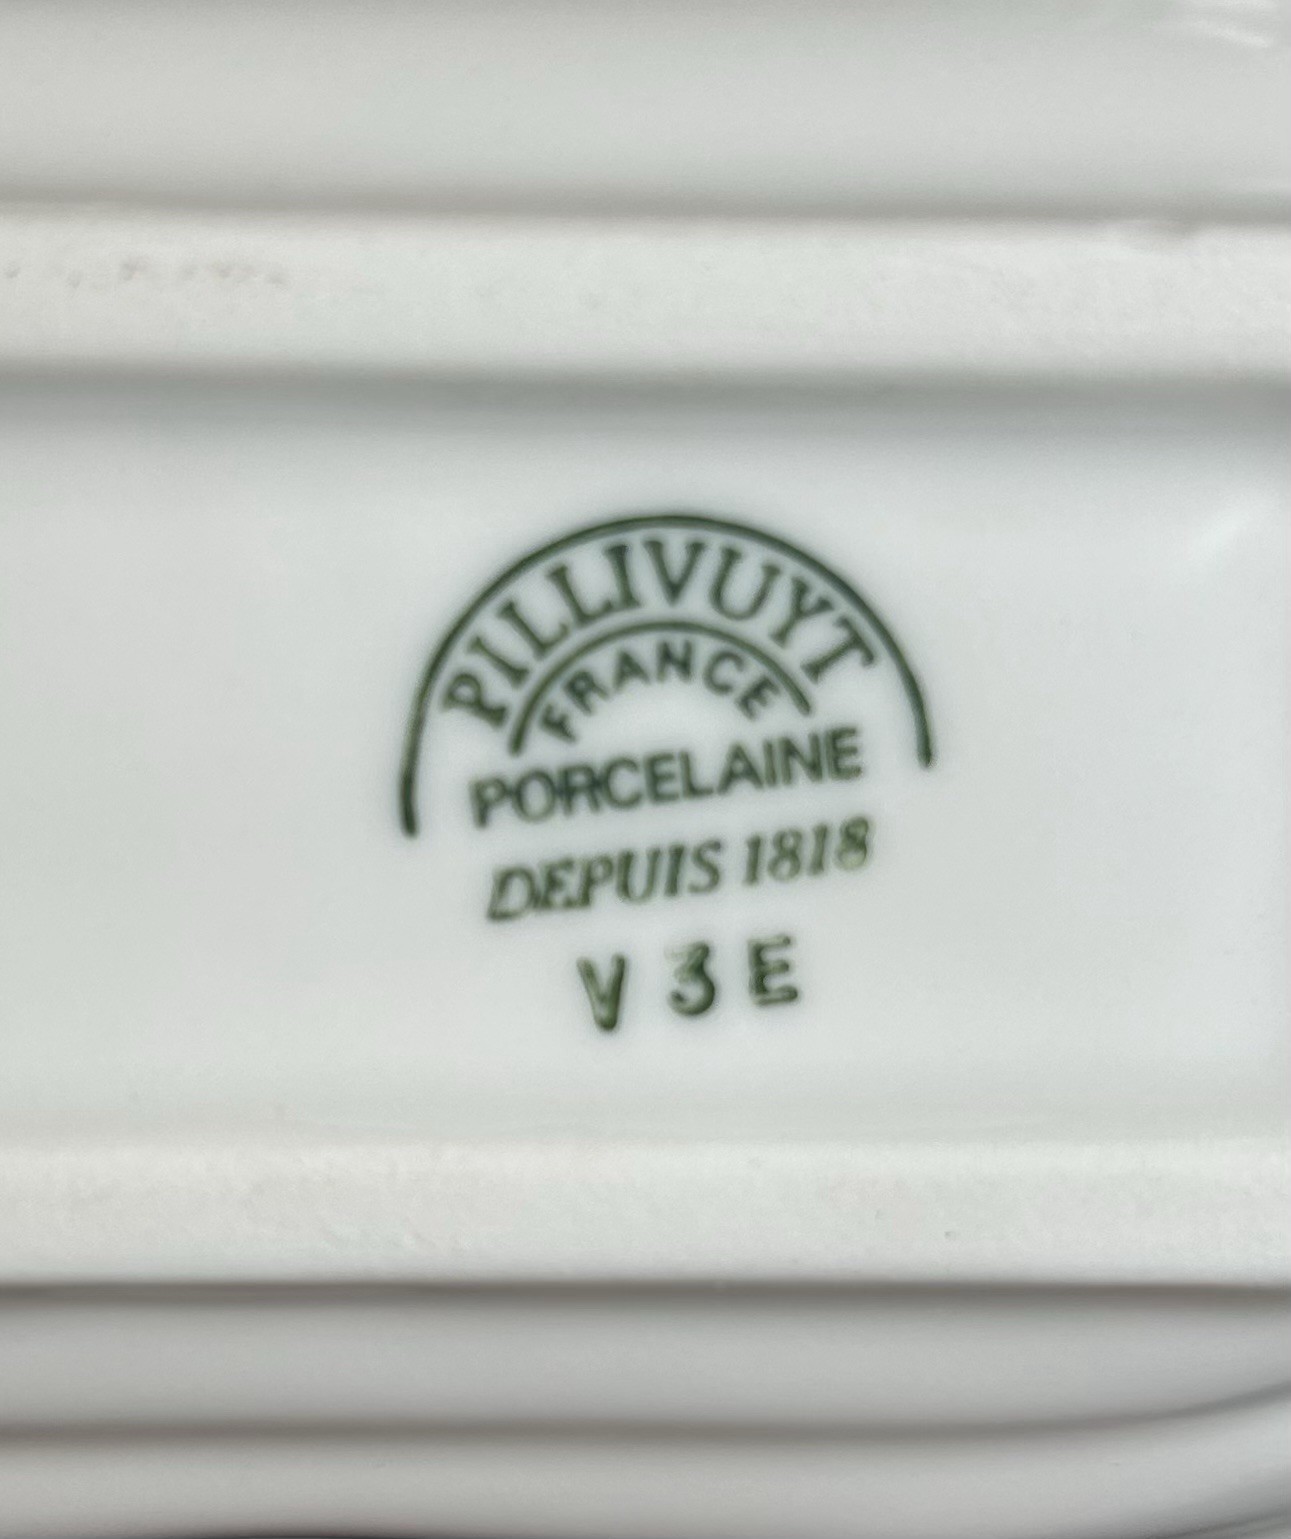 PILLIVUYT
FRANCE
PORCELAINE
DEPUIS 1818
V 3 E